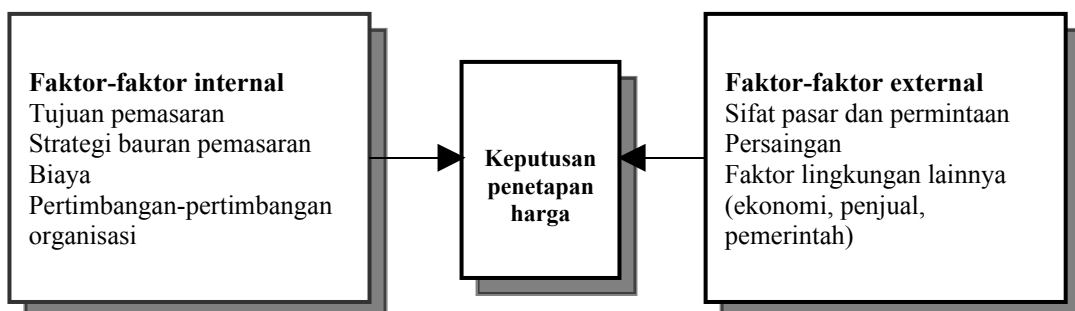 Faktor-faktor internal
Tujuan pemasaran
Strategi bauran pemasaran
Biaya
Pertimbangan-pertimbangan
organisasi
Keputusan
penetapan
harga
Faktor-faktor external
Sifat pasar dan permintaan
Persaingan
Faktor lingkungan lainnya
(ekonomi, penjual,
pemerintah)